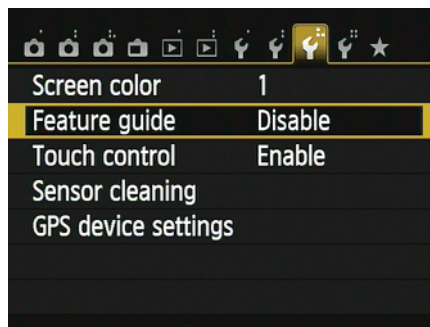 Screen color 1
Feature guide Disable
Touch control Enable
Sensor cleaning
GPS device settings